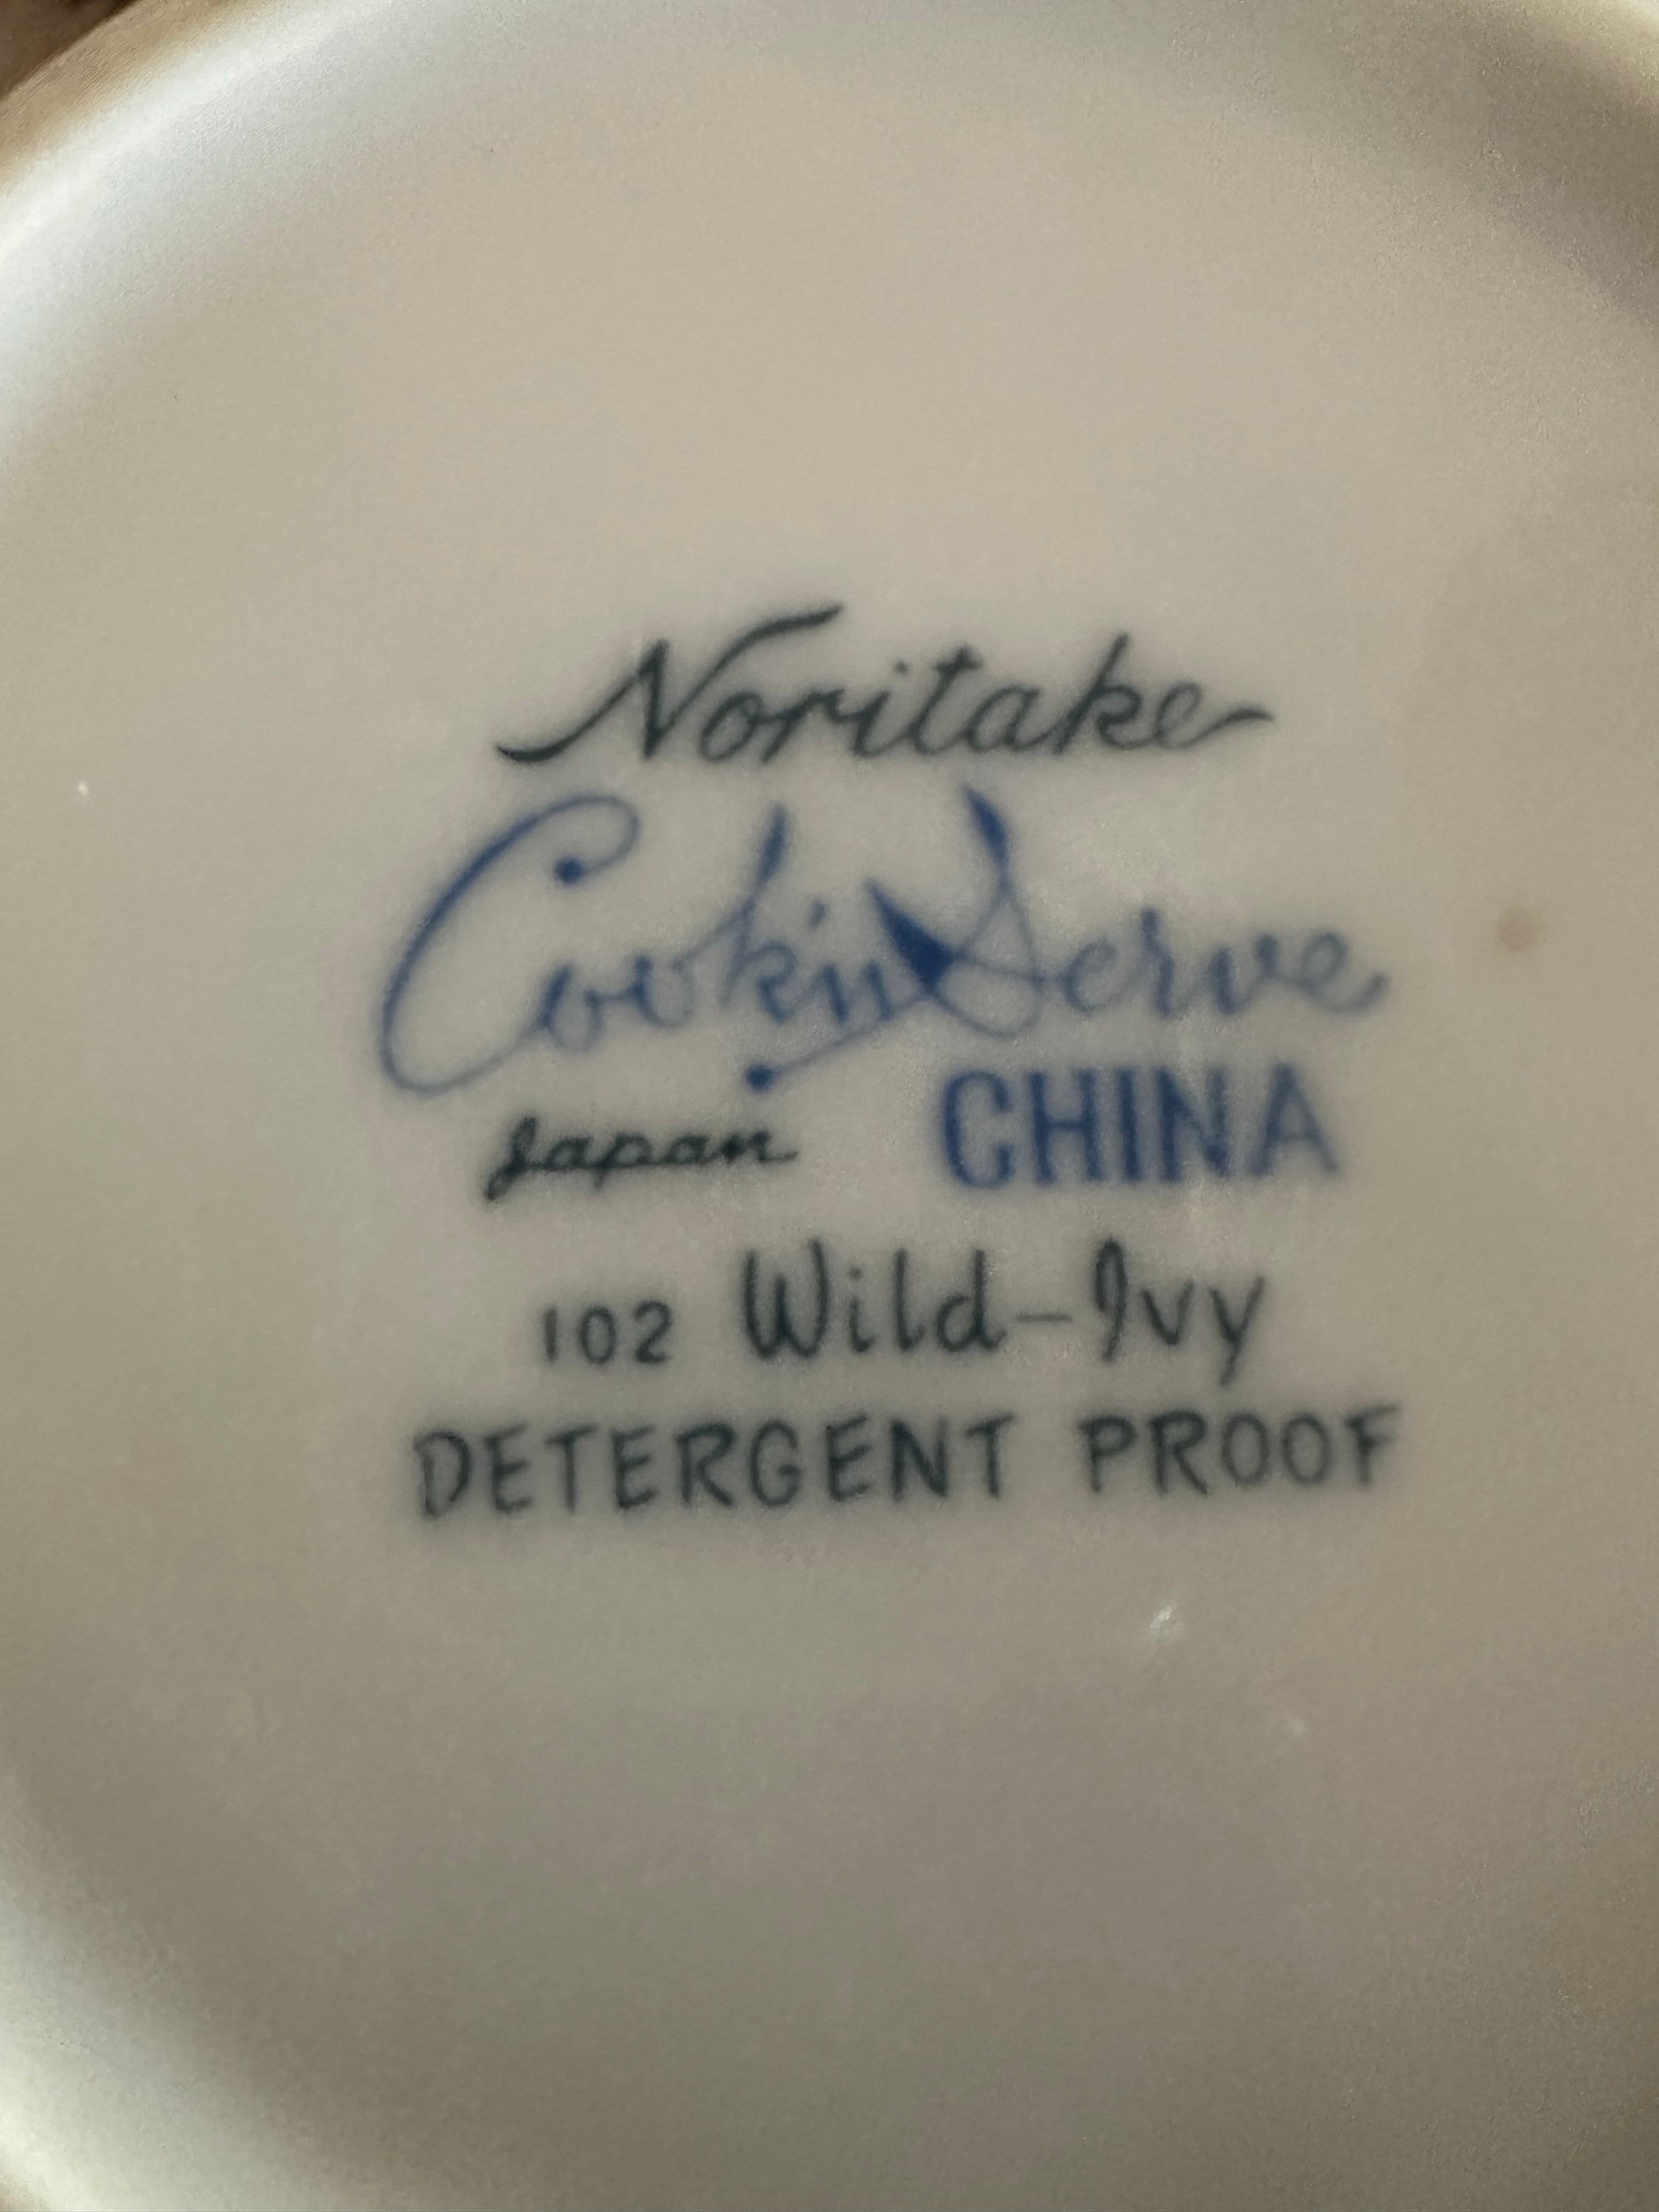 Noritake
Cook'n Serve
Japan CHINA
102 Wild-Ivy
DETERGENT PROOF